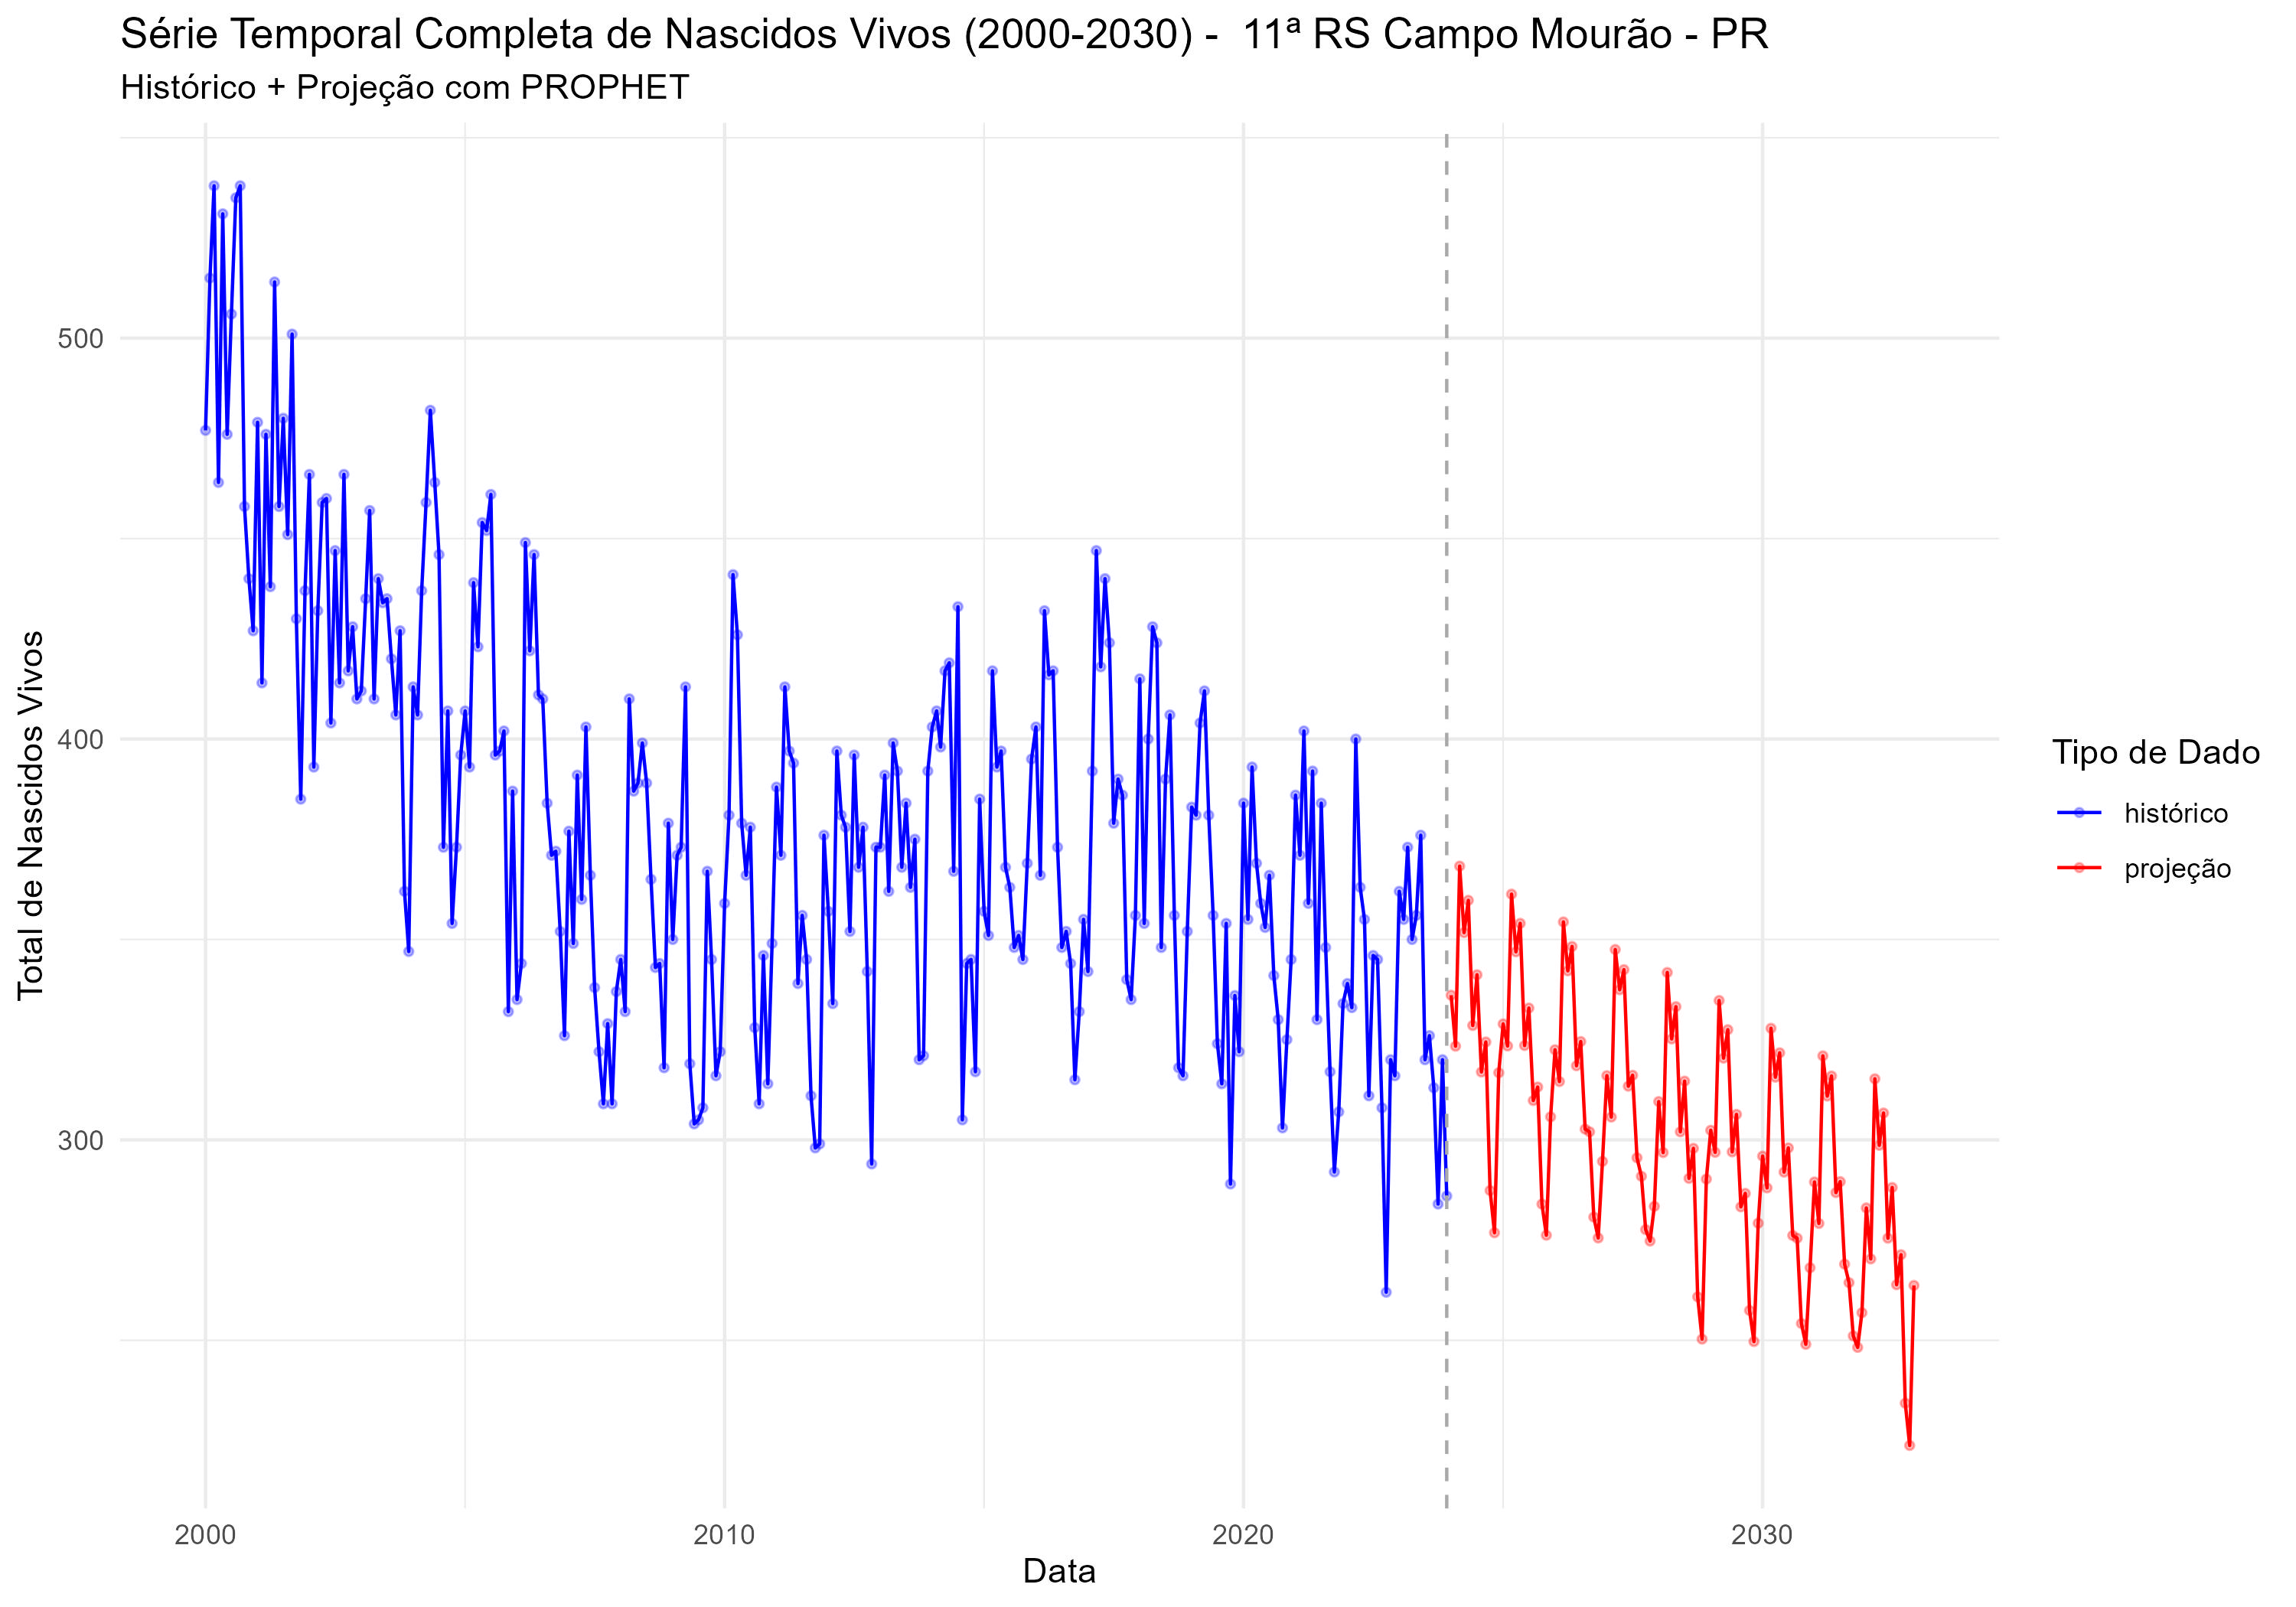 Série Temporal Completa de Nascidos Vivos (2000-2030) -  11ª RS Campo Mourão - PR
Histórico + Projeção com PROPHET
Total de Nascidos Vivos
500
400
300
2000
2010
2020
2030
Data
Tipo de Dado
histórico
projeção